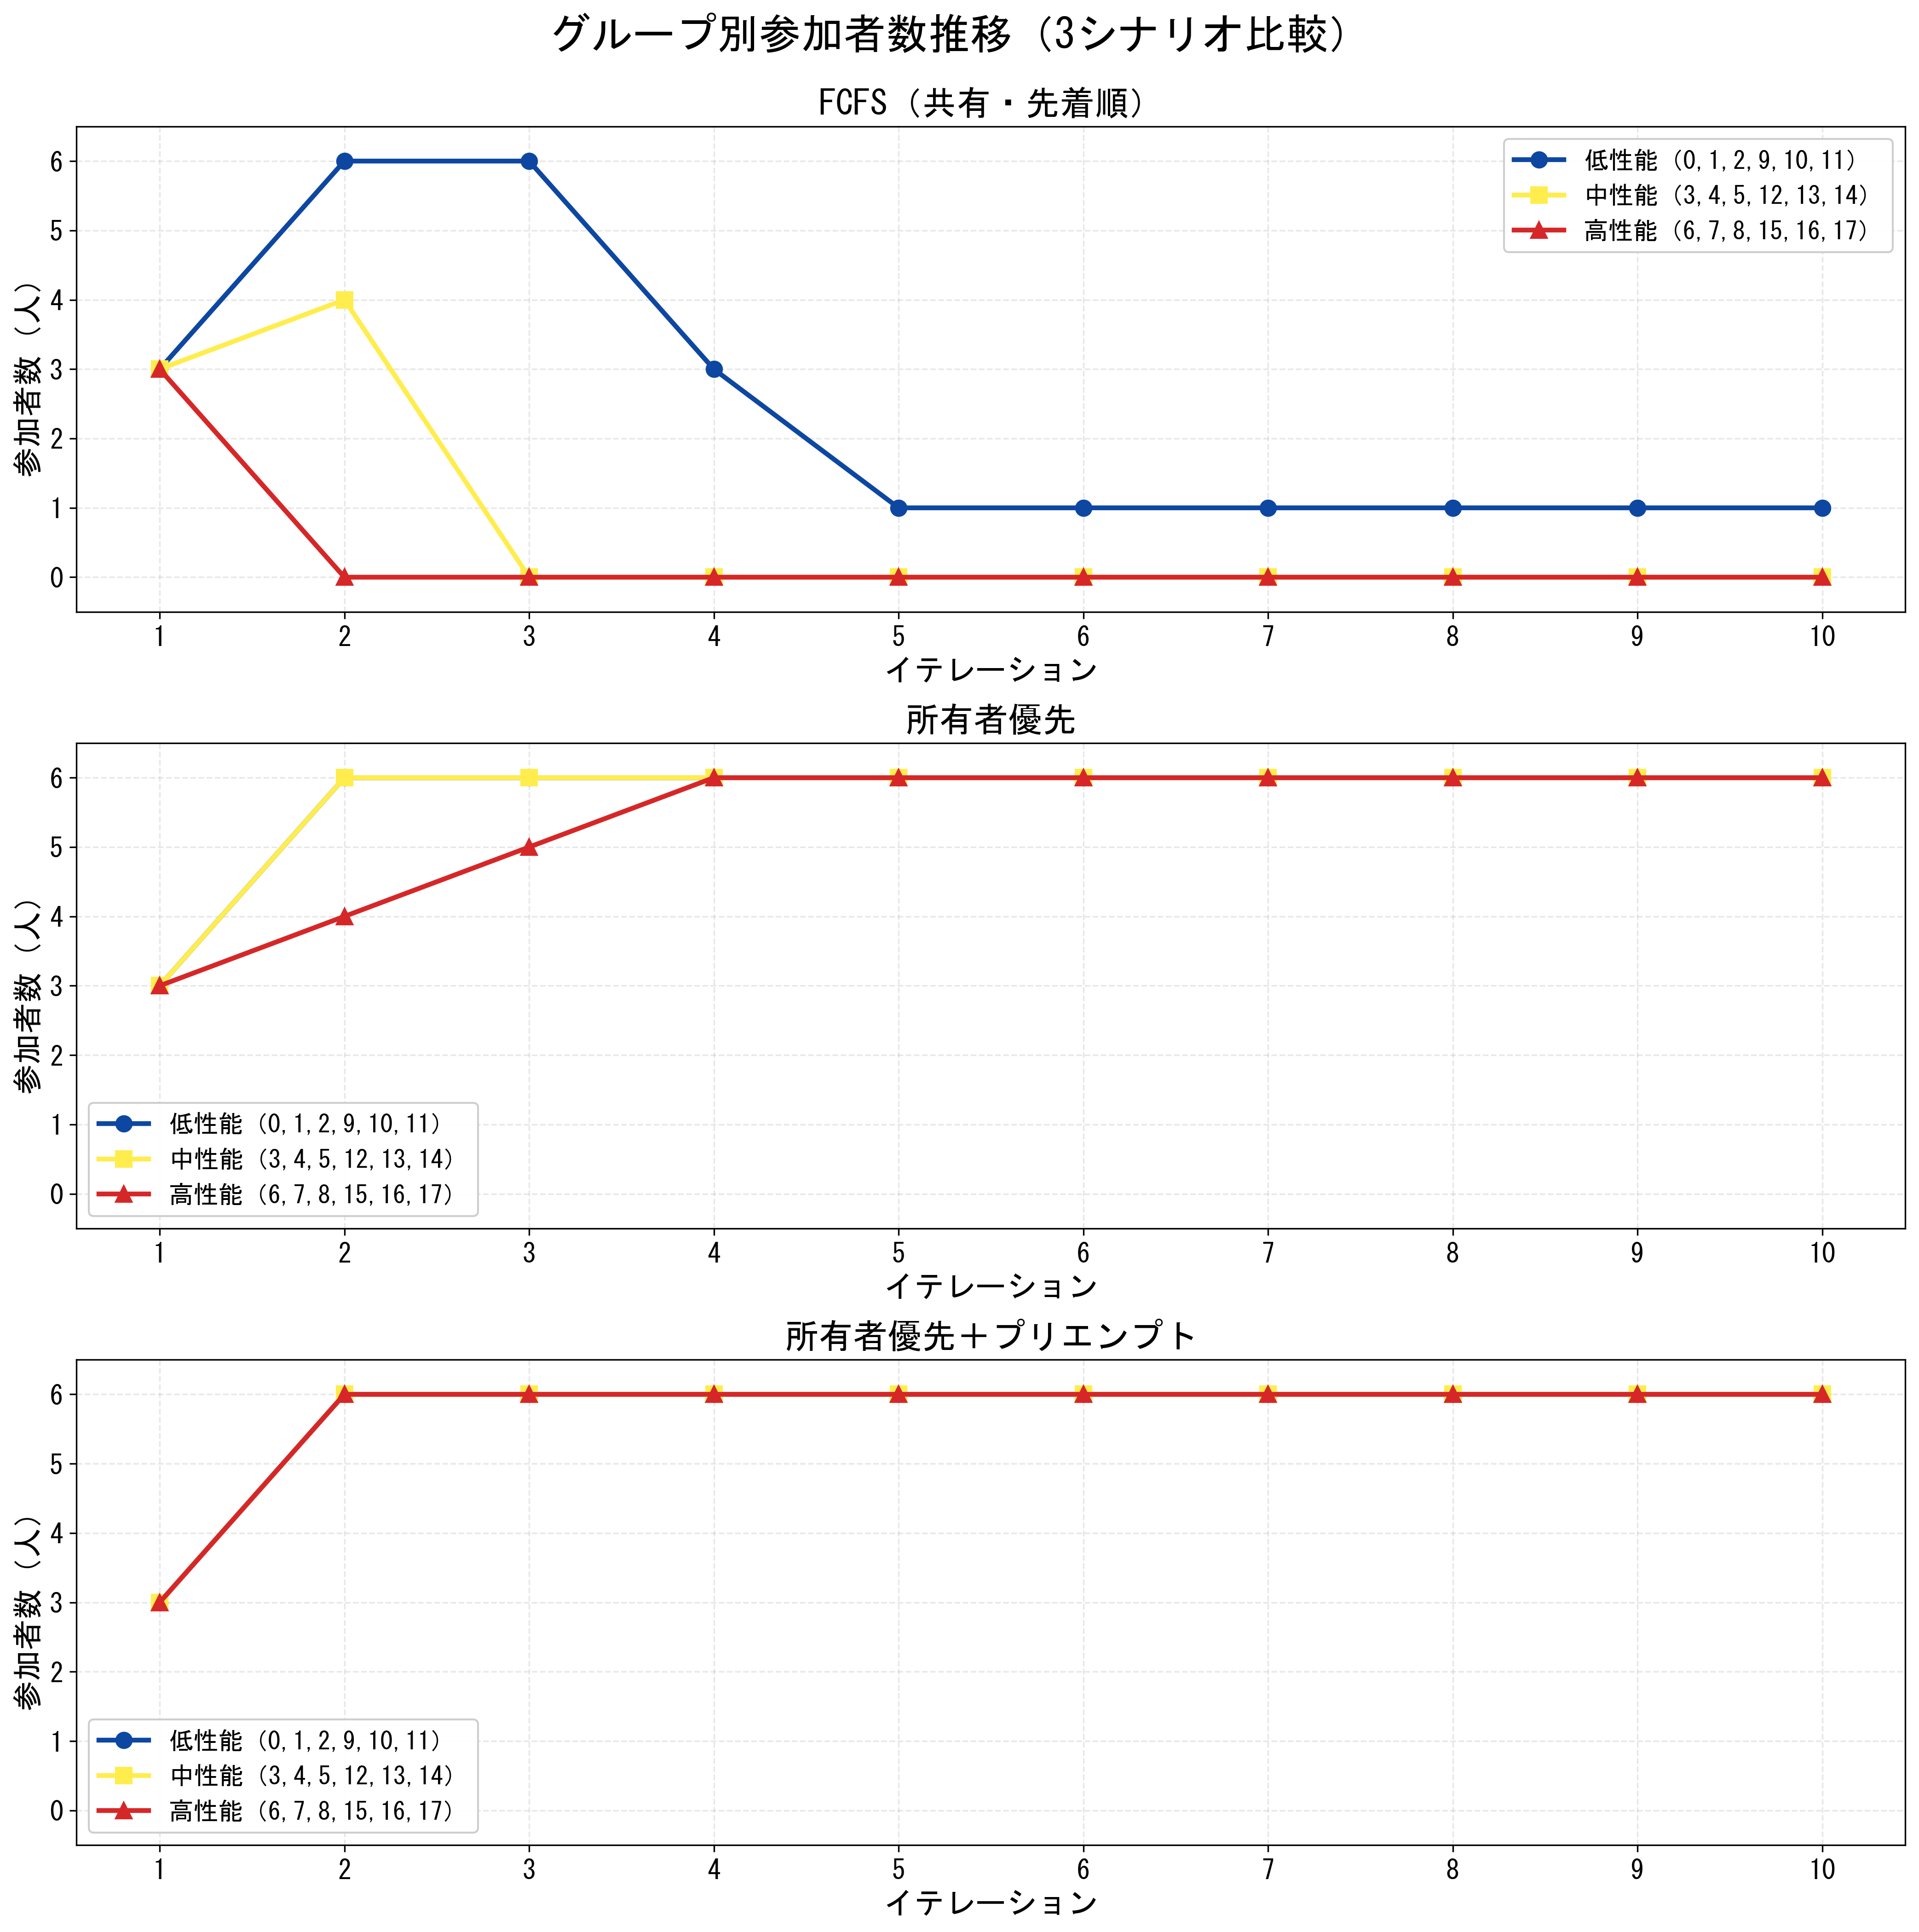 グループ別参加者数推移（3シナリオ比較）
FCFS（共有・先着順）
参加者数（人）
6
5
4
3
2
1
0
低性能（0,1,2,9,10,11）
中性能（3,4,5,12,13,14）
高性能（6,7,8,15,16,17）
1 2 3 4 5 6 7 8 9 10
イテレーション
所有者優先
参加者数（人）
6
5
4
3
2
1
0
低性能（0,1,2,9,10,11）
中性能（3,4,5,12,13,14）
高性能（6,7,8,15,16,17）
1 2 3 4 5 6 7 8 9 10
イテレーション
所有者優先＋プリエンプト
参加者数（人）
6
5
4
3
2
1
0
低性能（0,1,2,9,10,11）
中性能（3,4,5,12,13,14）
高性能（6,7,8,15,16,17）
1 2 3 4 5 6 7 8 9 10
イテレーション